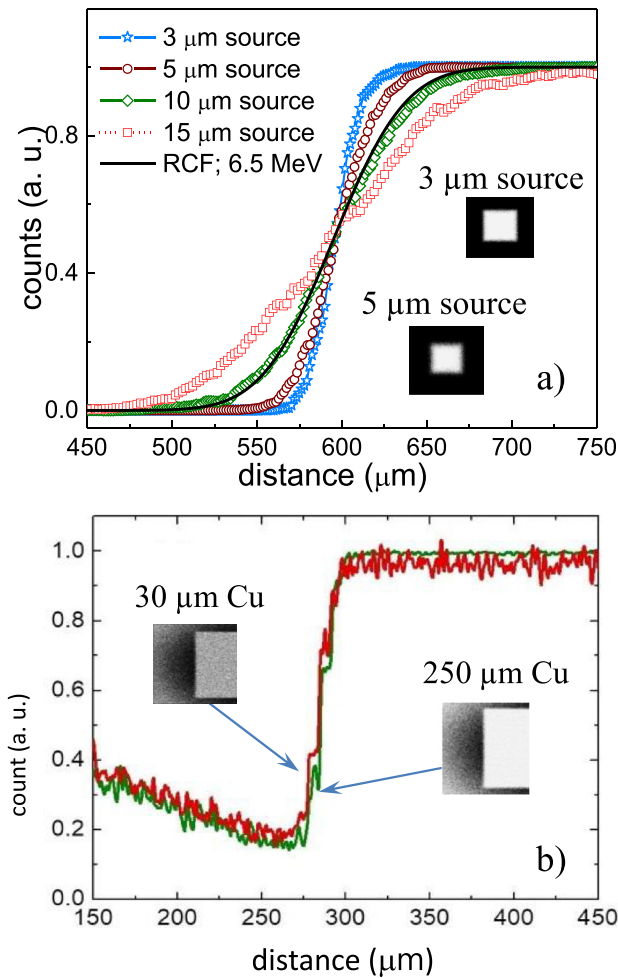 3 μm source
5 μm source
10 μm source
15 μm source
RCF; 6.5 MeV
counts (a. u.)
0.8
0.4
0.0
3 μm source
5 μm source
a)
450 500 550 600 650 700 750
distance (μm)
1.0
0.8
0.6
0.4
0.2
0.0
count (a. u.)
30 μm Cu
250 μm Cu
b)
150 200 250 300 350 400 450
distance (μm)